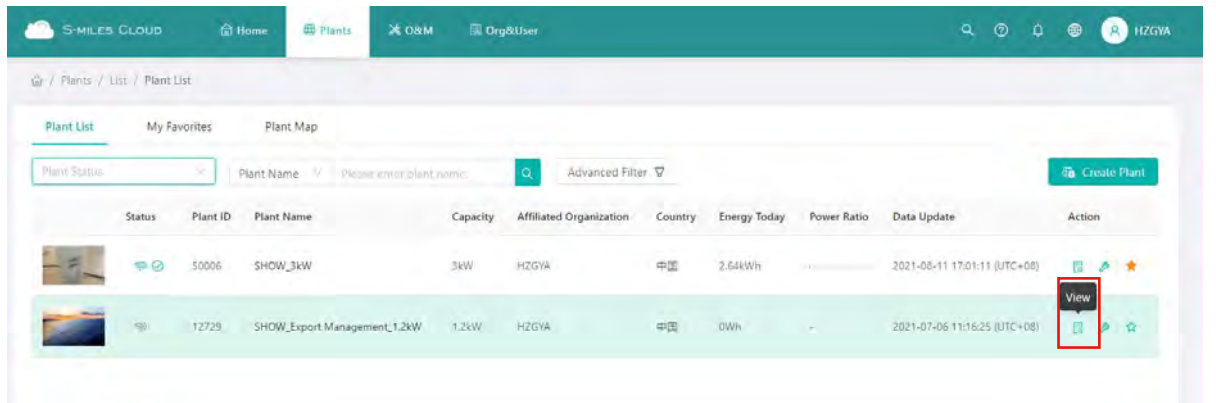 S-MILES CLOUD Home Plants O&M Org&User HZGYA
/ Plants / List / Plant List
Plant List My Favorites Plant Map
Plant Status Plant Name Please enter plant name. Advanced Filter Create Plant
Status Plant ID Plant Name Capacity Affiliated Organization Country Energy Today Power Ratio Data Update Action
50006 SHOW_3kW 3kW HZGYA 中国 2.64kWh 2021-08-11 17:01:11 (UTC+08)
View
12729 SHOW_Export Management_1.2kW 1.2kW HZGYA 中国 0Wh - 2021-07-06 11:16:25 (UTC+08)